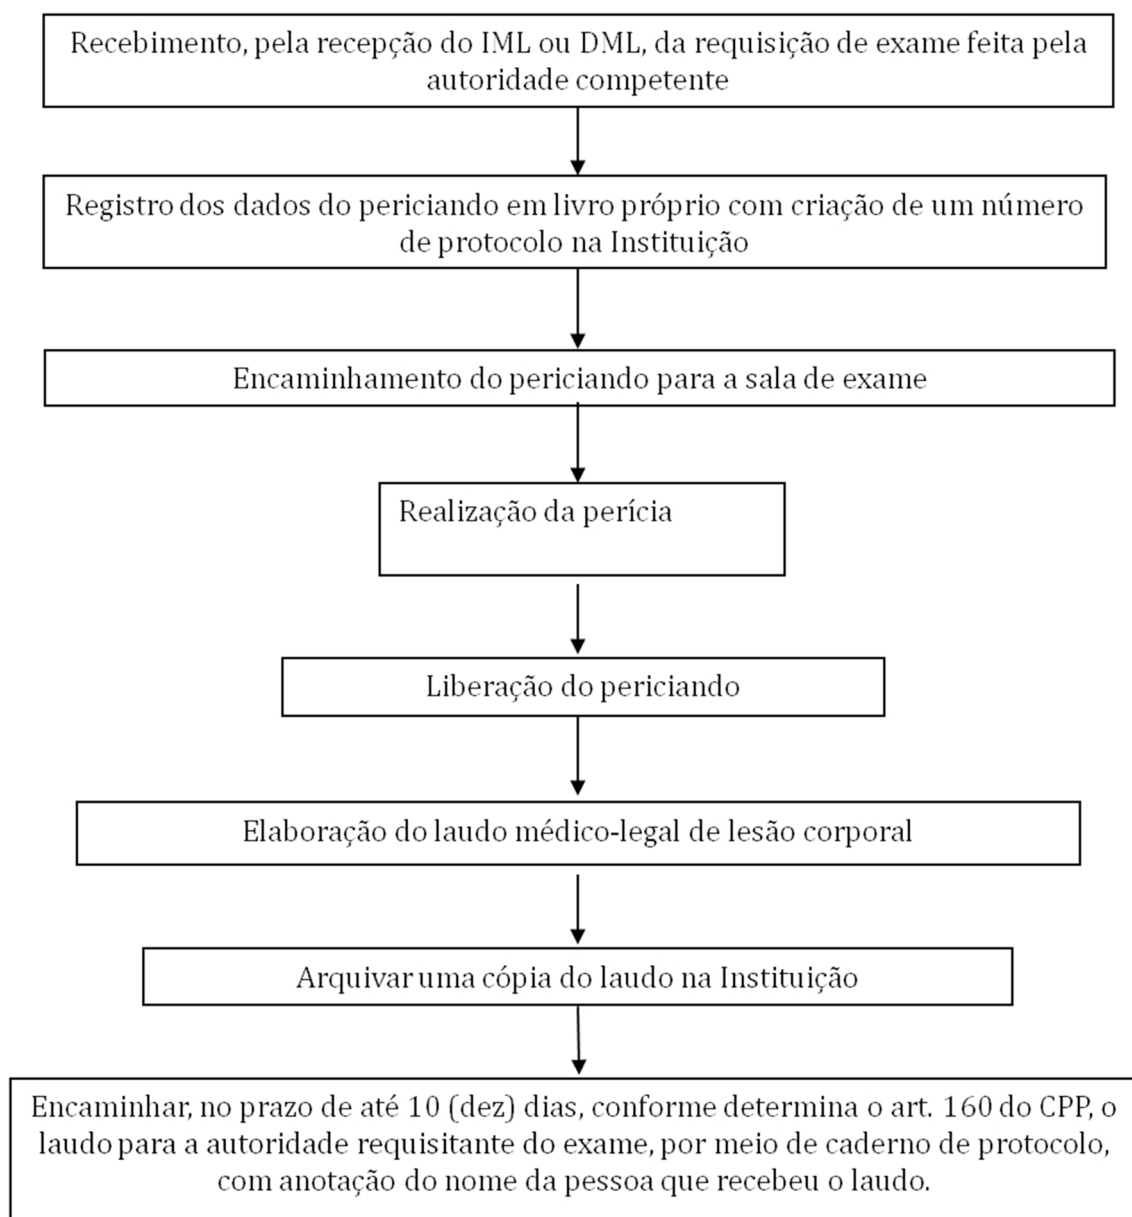 Recebimento, pela recepção do IML ou DML, da requisição de exame feita pela
autoridade competente
Registro dos dados do periciando em livro próprio com criação de um número
de protocolo na Instituição
Encaminhamento do periciando para a sala de exame
Realização da perícia
Liberação do periciando
Elaboração do laudo médico-legal de lesão corporal
Arquivar uma cópia do laudo na Instituição
Encaminhar, no prazo de até 10 (dez) dias, conforme determina o art. 160 do CPP, o
laudo para a autoridade requisitante do exame, por meio de caderno de protocolo,
com anotação do nome da pessoa que recebeu o laudo.